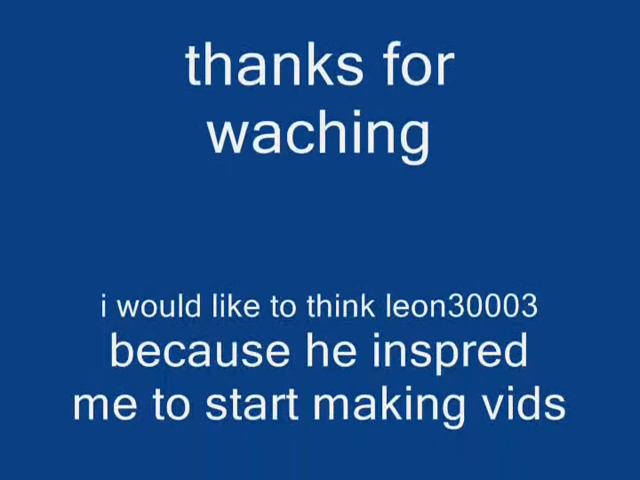 thanks for
waching
i would like to think leon30003
because he inspred
me to start making vids